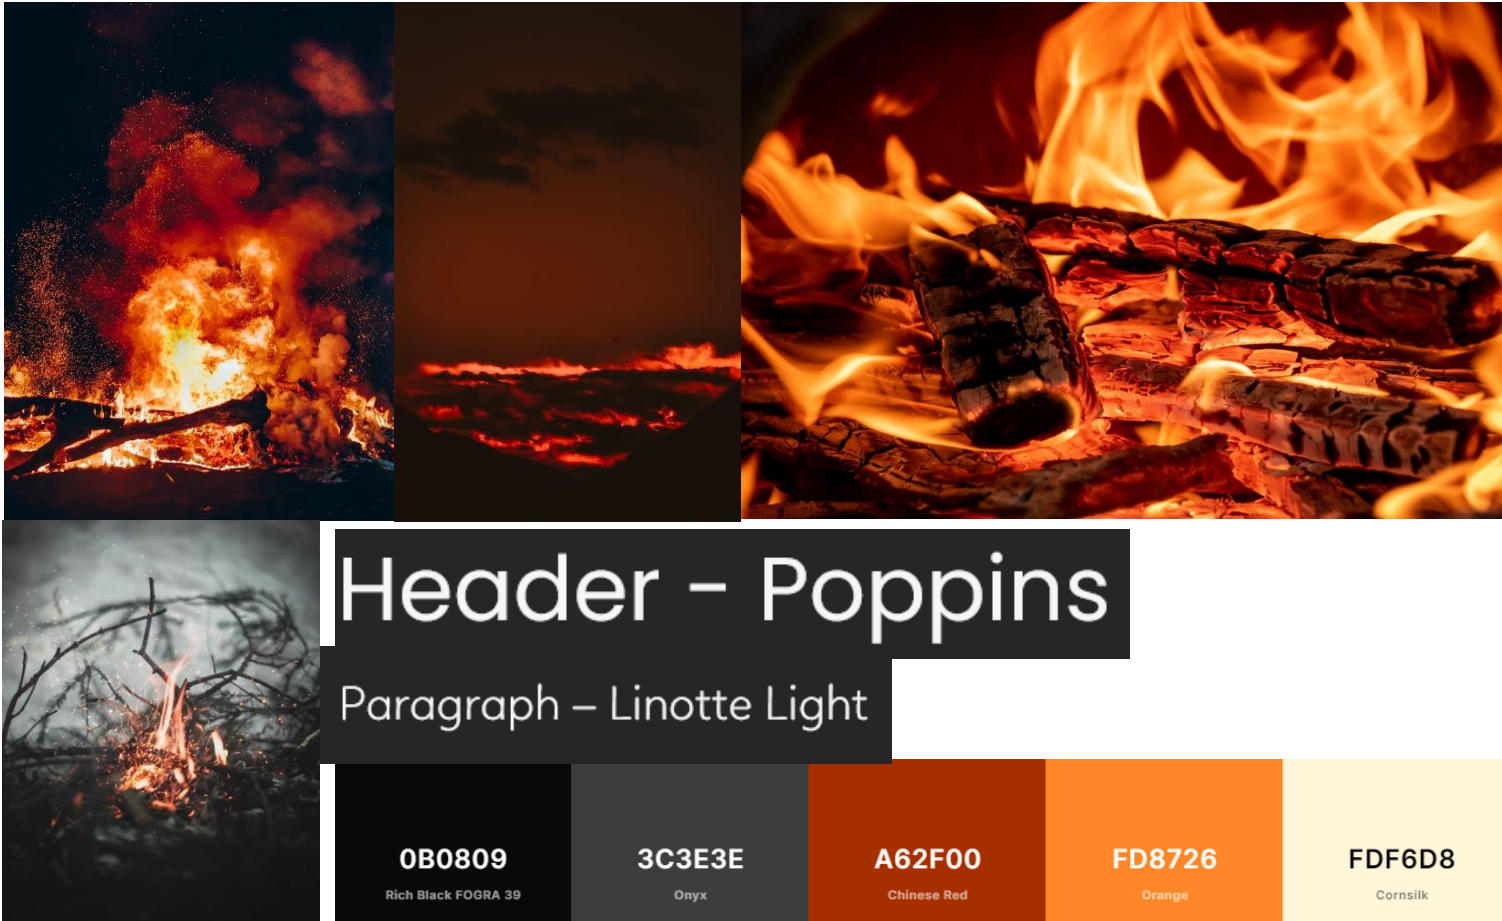 Header - Poppins
Paragraph – Linotte Light
0B0809
Rich Black FOGRA 39
3C3E3E
Onyx
A62F00
Chinese Red
FD8726
Orange
FDF6D8
Cornsilk